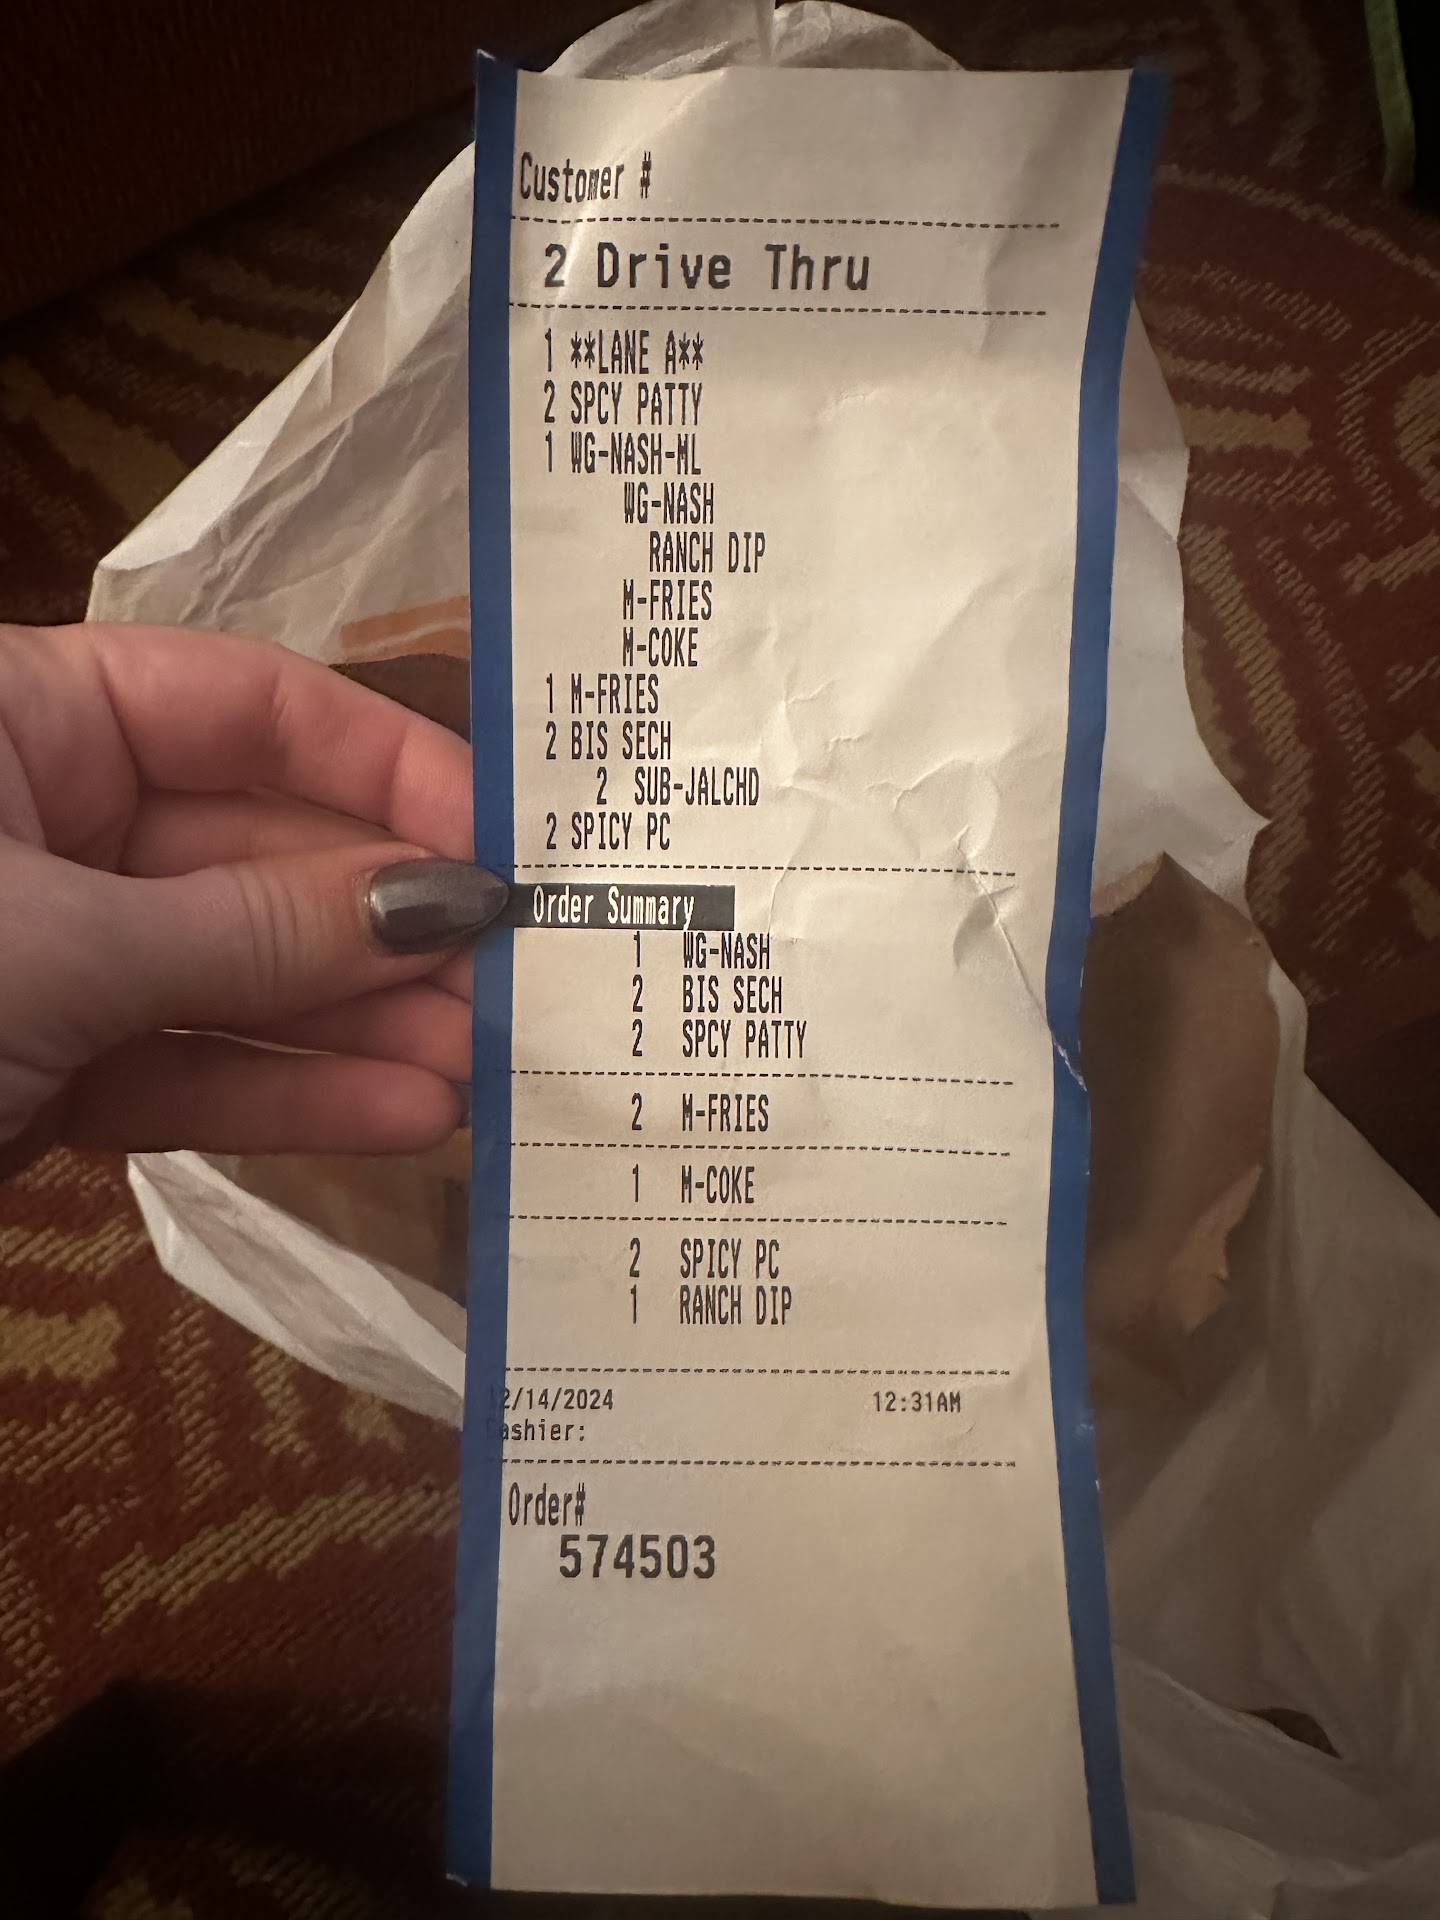 Customer #
2 Drive Thru
1 **LANE A**
2 SPCY PATTY
1 WG-NASH-ML
WG-NASH
RANCH DIP
M-FRIES
M-COKE
1 M-FRIES
2 BIS SECH
2 SUB-JALCHD
2 SPICY PC
Order Summary
1 WG-NASH
2 BIS SECH
2 SPCY PATTY
2 M-FRIES
1 M-COKE
2 SPICY PC
1 RANCH DIP
12/14/2024 12:31AM
Cashier:
Order#
574503